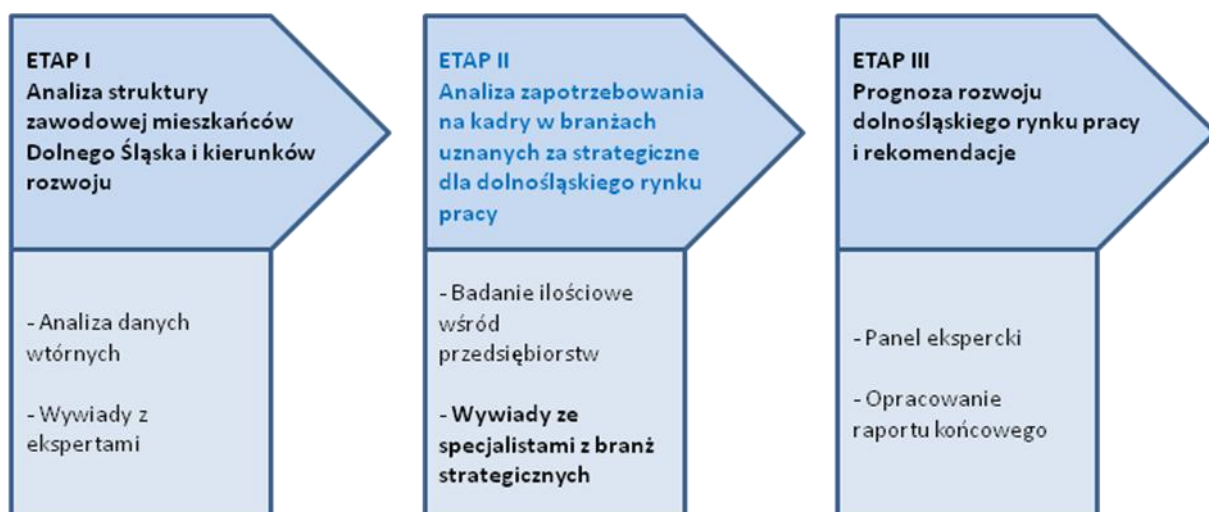 ETAP I
Analiza struktury
zawodowej mieszkańców
Dolnego Śląska i kierunków
rozwoju
- Analiza danych
wtórnych
- Wywiady z
ekspertami
ETAP II
Analiza zapotrzebowania
na kadry w branżach
uznanych za strategiczne
dla dolnośląskiego rynku
pracy
- Badanie ilościowe
wśród
przedsiębiorstw
- Wywiady ze
specjalistami z branż
strategicznych
ETAP III
Prognoza rozwoju
dolnośląskiego rynku pracy
i rekomendacje
- Panel ekspercki
- Opracowanie
raportu końcowego